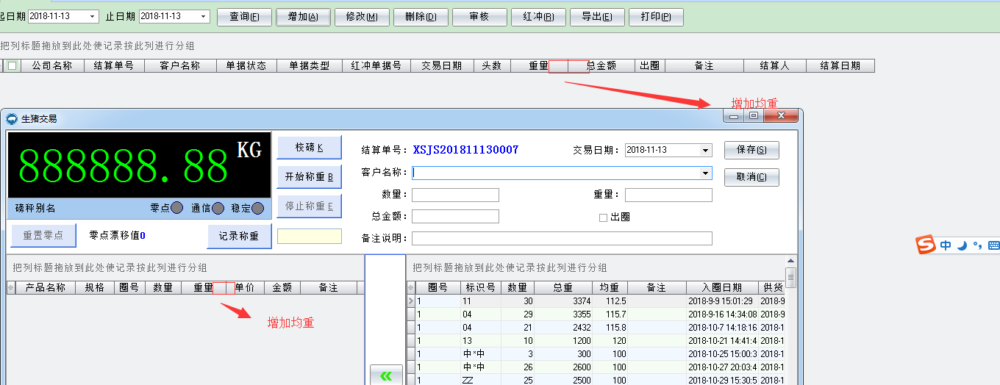 起日期 2018-11-13 止日期 2018-11-13 查询(F) 增加(A) 修改(M) 删除(D) 审核 红冲(R) 导出(E) 打印(P)
把列标题拖放到此处使记录按此列进行分组
公司名称 结算单号 客户名称 单据状态 单据类型 红冲单据号 交易日期 头数 重量 总金额 出圈 备注 结算人 结算日期
增加均重
生猪交易
888888.88 KG
校磅 K
结算单号: XSJS201811130007 交易日期: 2018-11-13 保存(S)
开始称重 B
客户名称: 取消(C)
数量: 重量:
磅秤别名 零点 通信 稳定 停止称重 E
总金额: 出圈
重置零点 零点漂移值0 记录称重
备注说明:
把列标题拖放到此处使记录按此列进行分组
产品名称 规格 圈号 数量 重量 单价 金额 备注
增加均重
把列标题拖放到此处使记录按此列进行分组
圈号 标识号 数量 总重 均重 备注 入圈日期 供货
1 11 30 3374 112.5 2018-9-9 15:01:29 2018-9
1 04 29 3355 115.7 2018-9-16 14:34:08 2018-9
1 04 21 2432 115.8 2018-10-7 14:18:16 2018-1
1 13 10 1200 120 2018-10-21 14:41:4 2018-1
1 中*中 3 300 100 2018-10-25 15:00:3 2018-1
1 中*中 26 2600 100 2018-10-27 20:03:4 2018-1
1 ZZ 25 2500 100 2018-10-29 15:30:5 2018-1
S 中